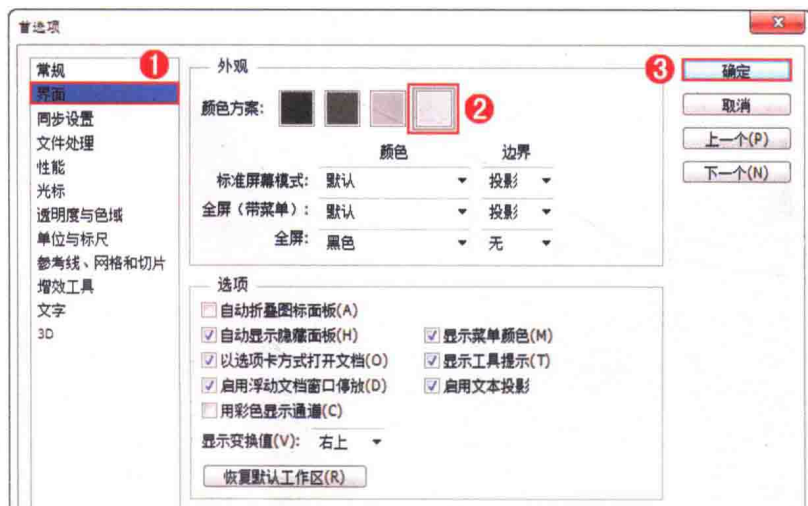 首选项
常规
1
界面
同步设置
文件处理
性能
光标
透明度与色域
单位与标尺
参考线、网格和切片
增效工具
文字
3D
外观
颜色方案:
2
颜色 边界
标准屏幕模式: 默认 投影
全屏（带菜单）: 默认 投影
全屏: 黑色 无
选项
自动折叠图标面板(A)
自动显示隐藏面板(H) 显示菜单颜色(M)
以选项卡方式打开文档(O) 显示工具提示(T)
启用浮动文档窗口停放(D) 启用文本投影
用彩色显示通道(C)
显示变换值(V): 右上
恢复默认工作区(R)
3
确定
取消
上一个(P)
下一个(N)